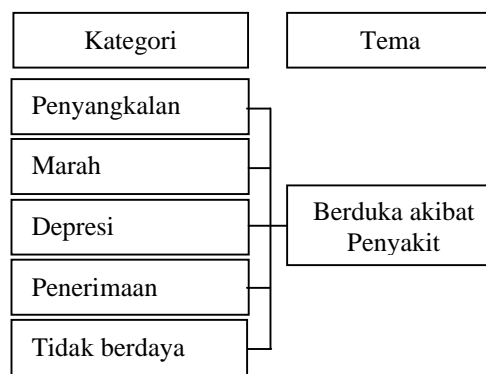 Kategori
Tema
Penyangkalan
Marah
Depresi
Penerimaan
Tidak berdaya
Berduka akibat
Penyakit